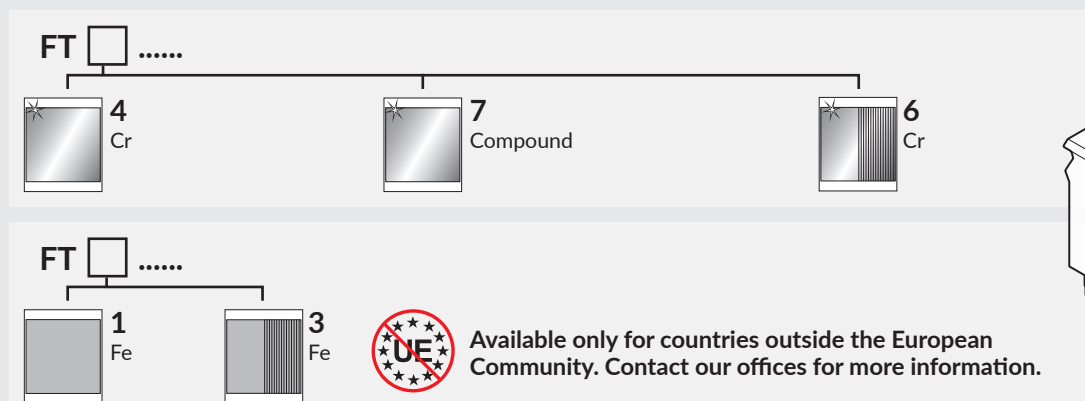 FT ......
4
Cr
7
Compound
6
Cr
FT ......
1
Fe
3
Fe
UE
Available only for countries outside the European
Community. Contact our offices for more information.